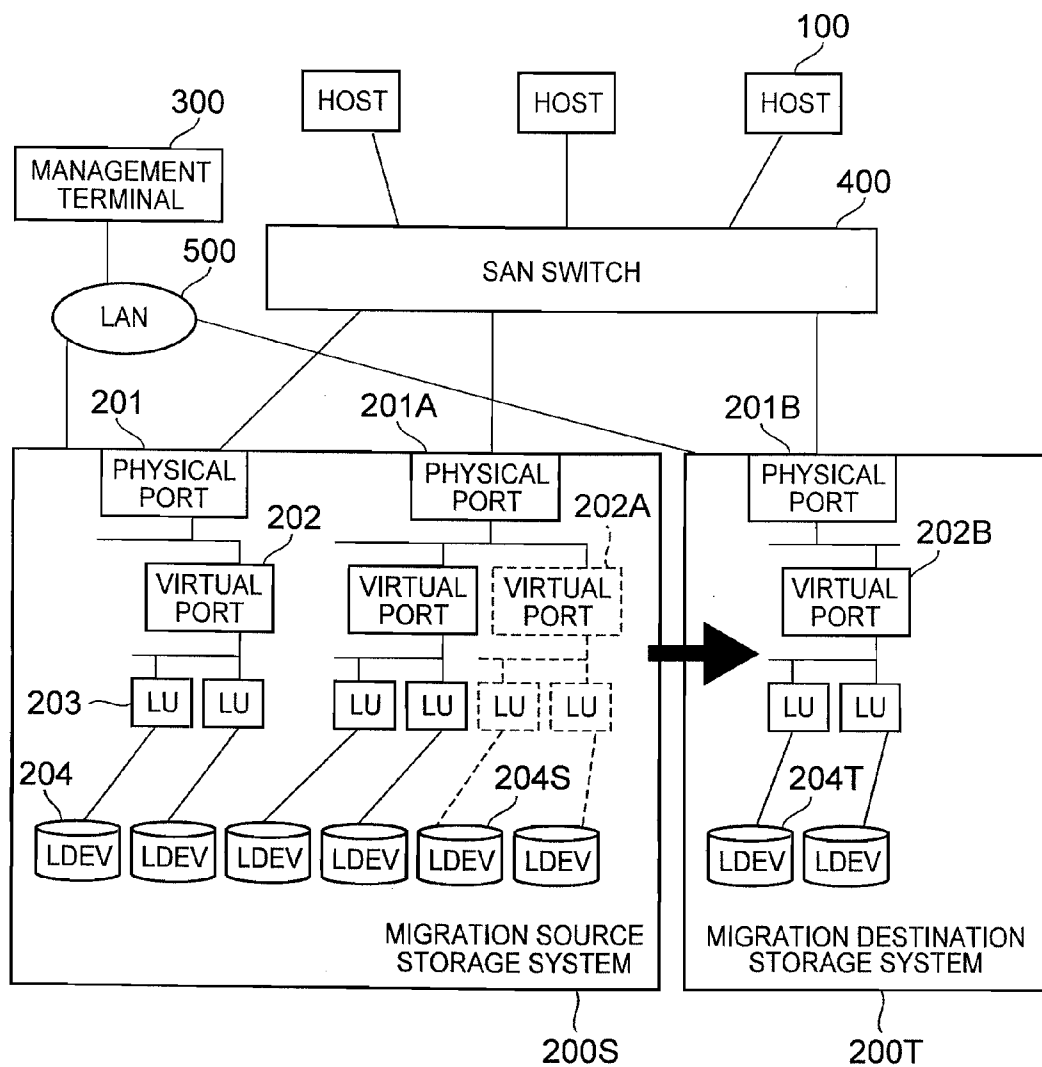 100
HOST
HOST
HOST
300
MANAGEMENT
TERMINAL
400
SAN SWITCH
500
LAN
201
201A
201B
PHYSICAL
PORT
PHYSICAL
PORT
PHYSICAL
PORT
202
202A
202B
VIRTUAL
PORT
VIRTUAL
PORT
VIRTUAL
PORT
VIRTUAL
PORT
203
LU
LU
LU
LU
LU
LU
LU
LU
204
204S
204T
LDEV
LDEV
LDEV
LDEV
LDEV
LDEV
LDEV
LDEV
MIGRATION SOURCE
STORAGE SYSTEM
MIGRATION DESTINATION
STORAGE SYSTEM
200S
200T